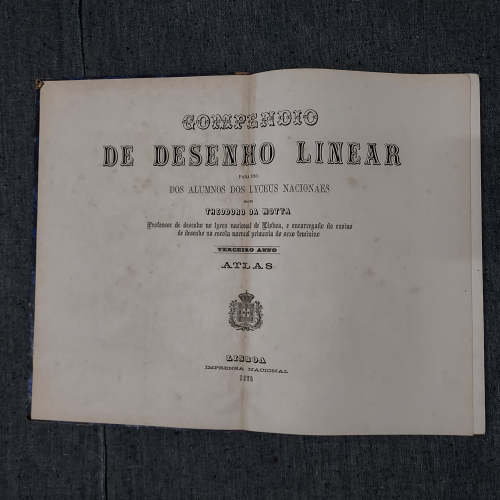 COMPENDIO
DE DESENHO LINEAR
PARA USO
DOS ALUMNOS DOS LYCEUS NACIONAES
POR
THEODORO DA MOTTA
Professor de desenho no lyceu nacional de Lisboa, e encarregado do ensino
de desenho na escola normal primaria do sexo feminino
TERCEIRO ANNO
ATLAS
LISBOA
IMPRENSA NACIONAL